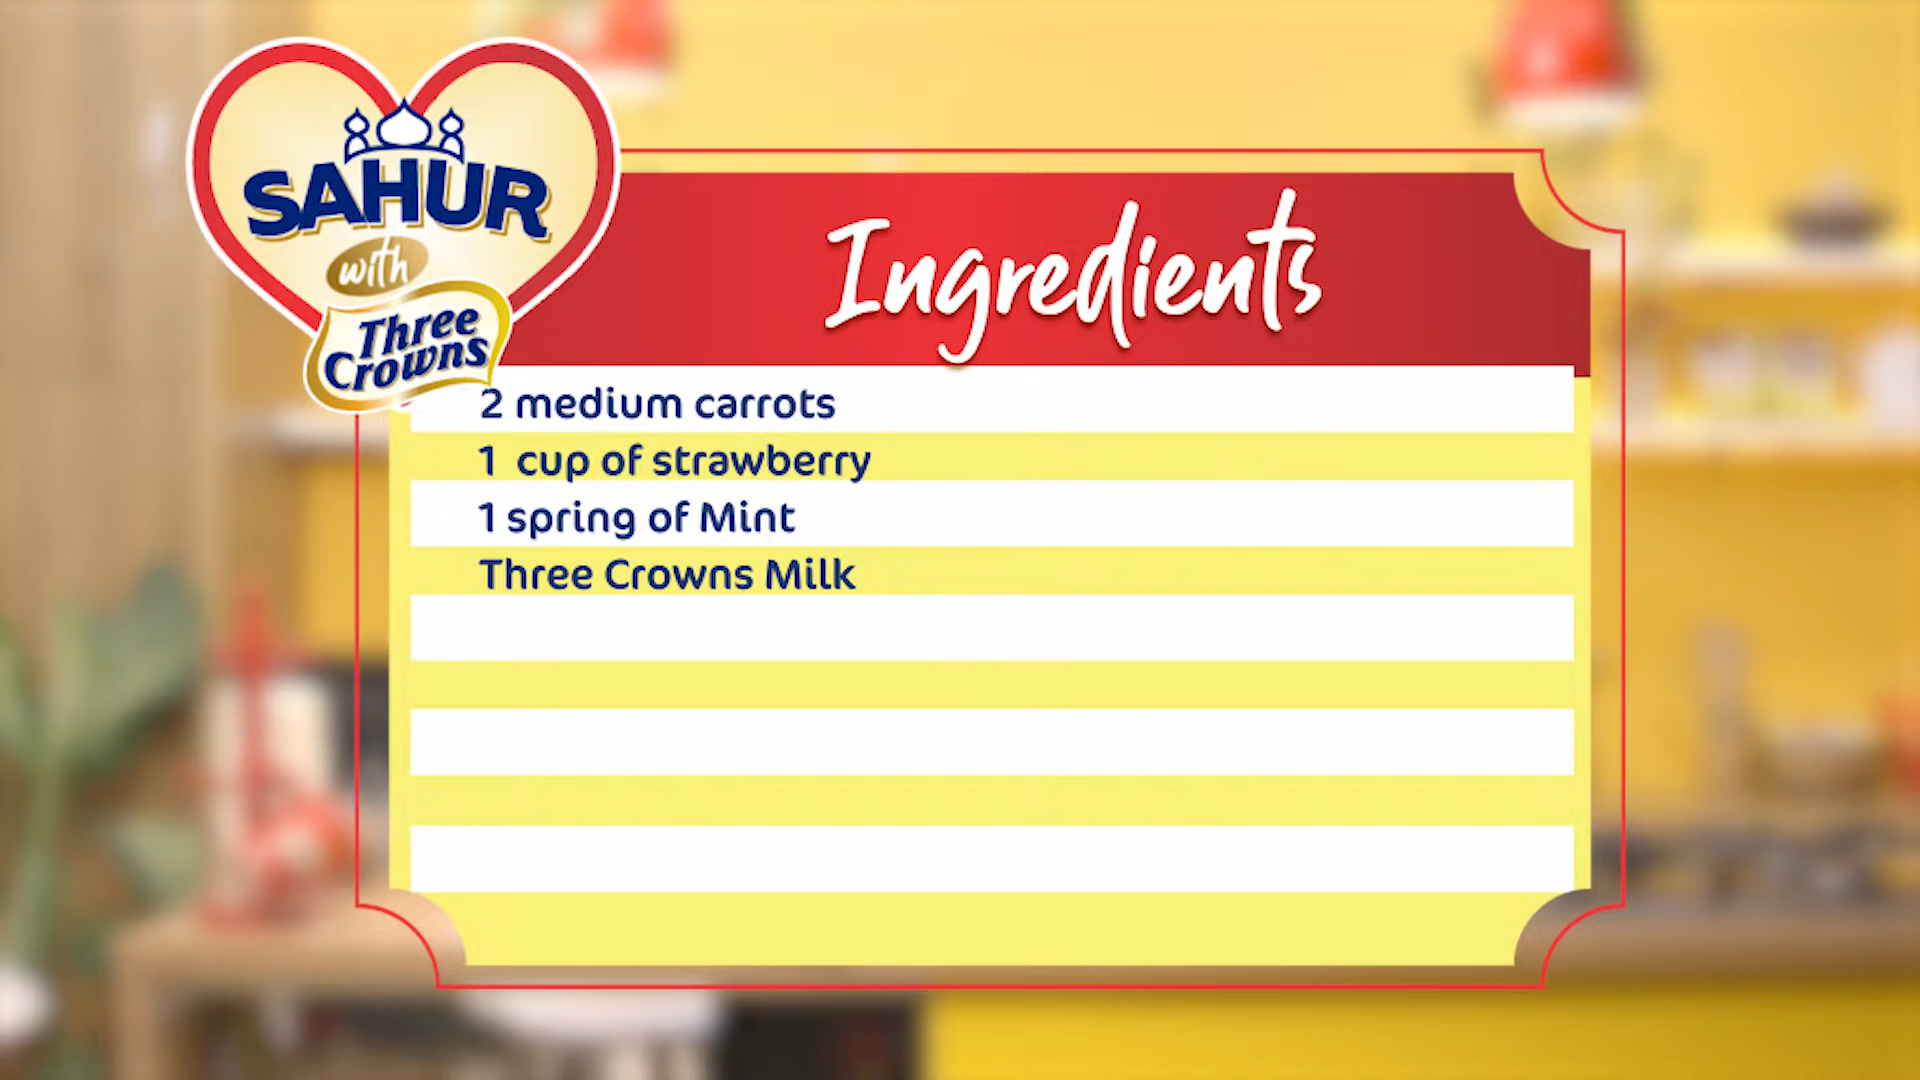 SAHUR
with
Three
Crowns
Ingredients
2 medium carrots
1 cup of strawberry
1 spring of Mint
Three Crowns Milk